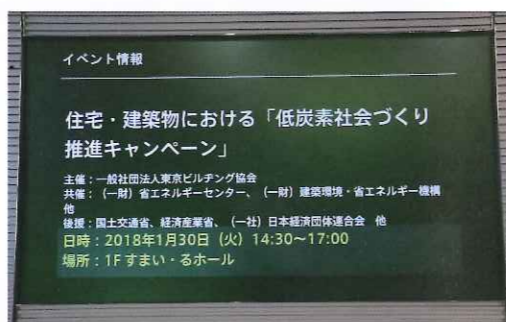 イベント情報
住宅・建築物における「低炭素社会づくり
推進キャンペーン」
主催：一般社団法人東京ビルヂング協会
共催：（一財）省エネルギーセンター、（一財）建築環境・省エネルギー機構
他
後援：国土交通省、経済産業省、（一社）日本経済団体連合会　他
日時：2018年1月30日（火）14:30～17:00
場所：1F すまい・るホール